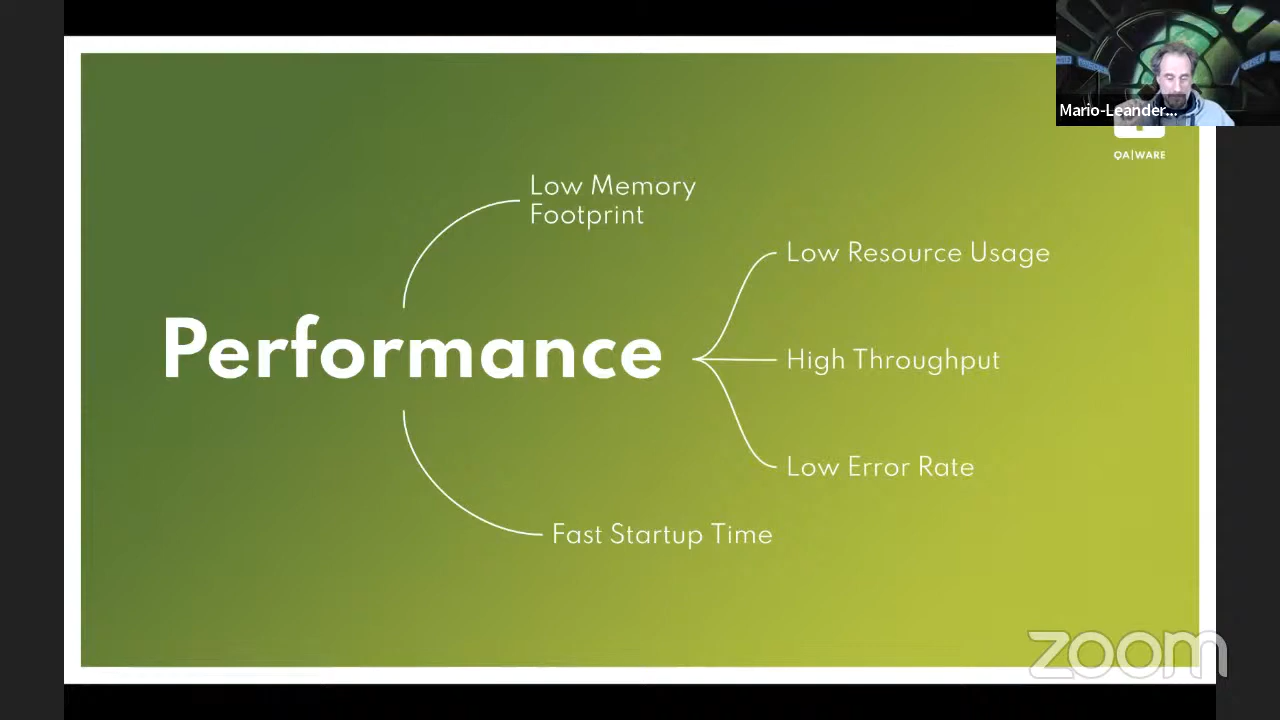 Mario-Leander...
QA|WARE
Low Memory
Footprint
Low Resource Usage
Performance
High Throughput
Low Error Rate
Fast Startup Time
zoom